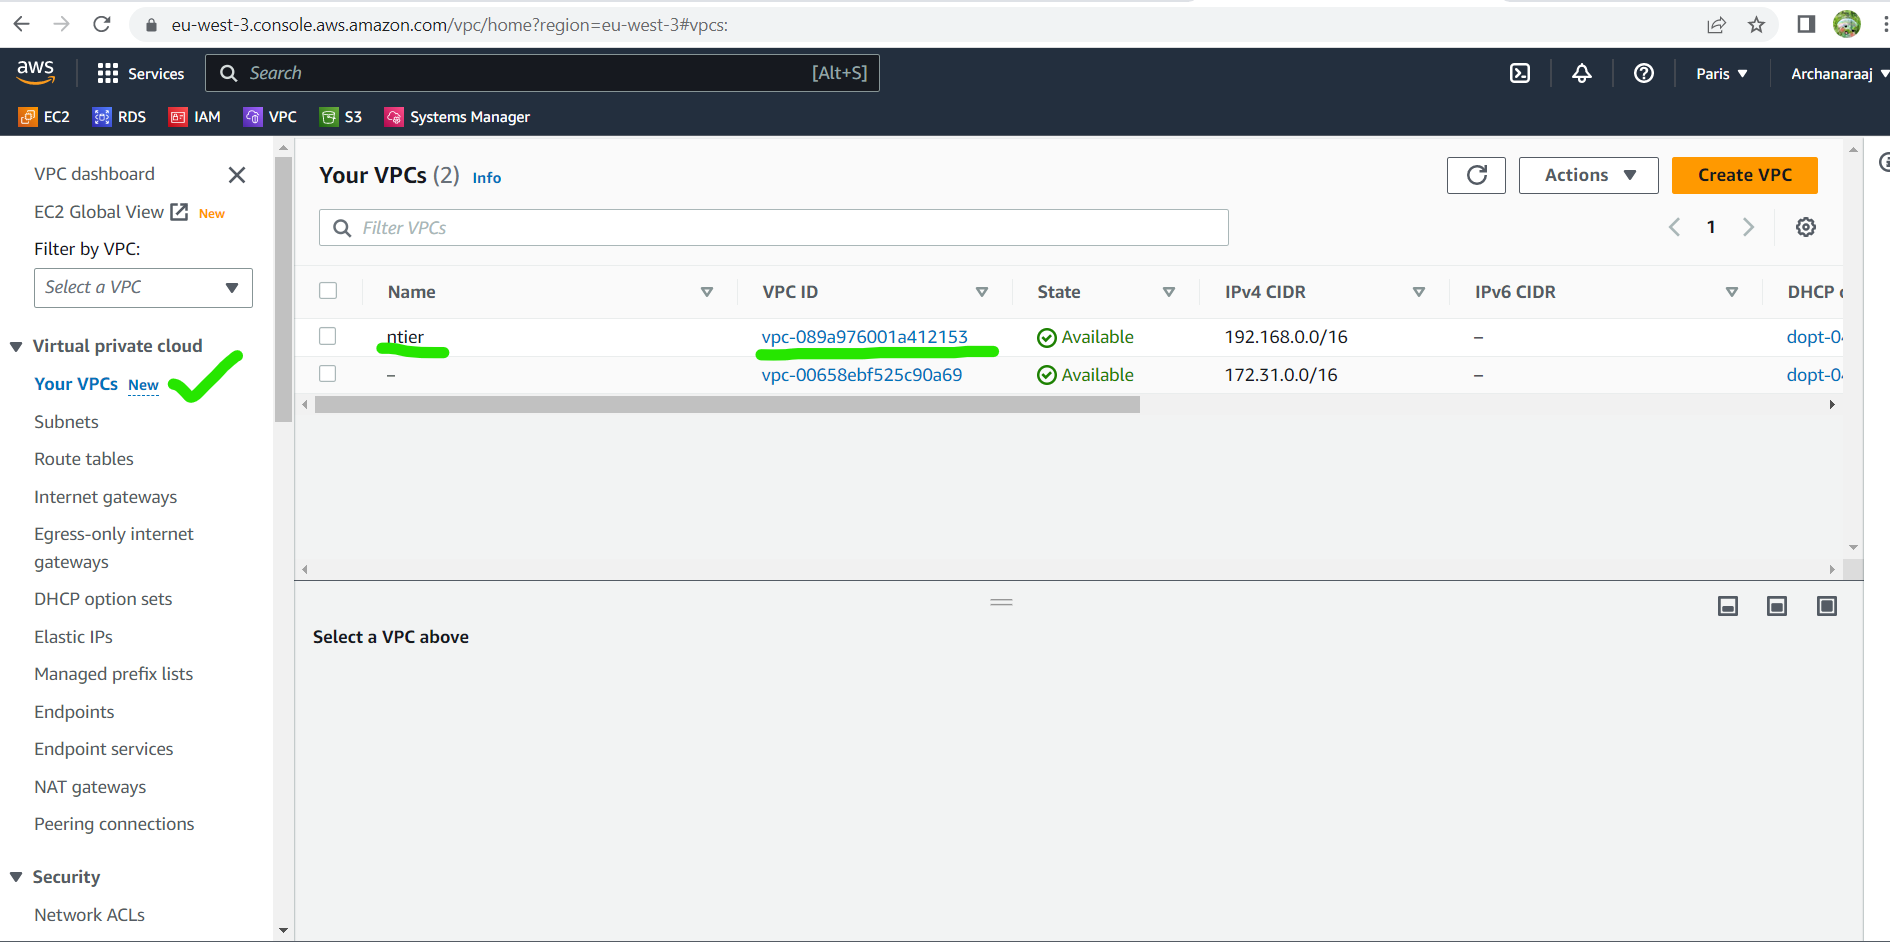 eu-west-3.console.aws.amazon.com/vpc/home?region=eu-west-3#vpcs:
aws Services Search [Alt+S] Paris Archanaraaj
EC2 RDS IAM VPC S3 Systems Manager
VPC dashboard
EC2 Global View New
Filter by VPC:
Select a VPC
Virtual private cloud
Your VPCs New
Subnets
Route tables
Internet gateways
Egress-only internet
gateways
DHCP option sets
Elastic IPs
Managed prefix lists
Endpoints
Endpoint services
NAT gateways
Peering connections
Security
Network ACLs
Your VPCs (2) Info
Actions Create VPC
Filter VPCs
1
Name VPC ID State IPv4 CIDR IPv6 CIDR DHCP
ntier vpc-089a976001a412153 Available 192.168.0.0/16 – dopt-04
– vpc-00658ebf525c90a69 Available 172.31.0.0/16 – dopt-04
Select a VPC above